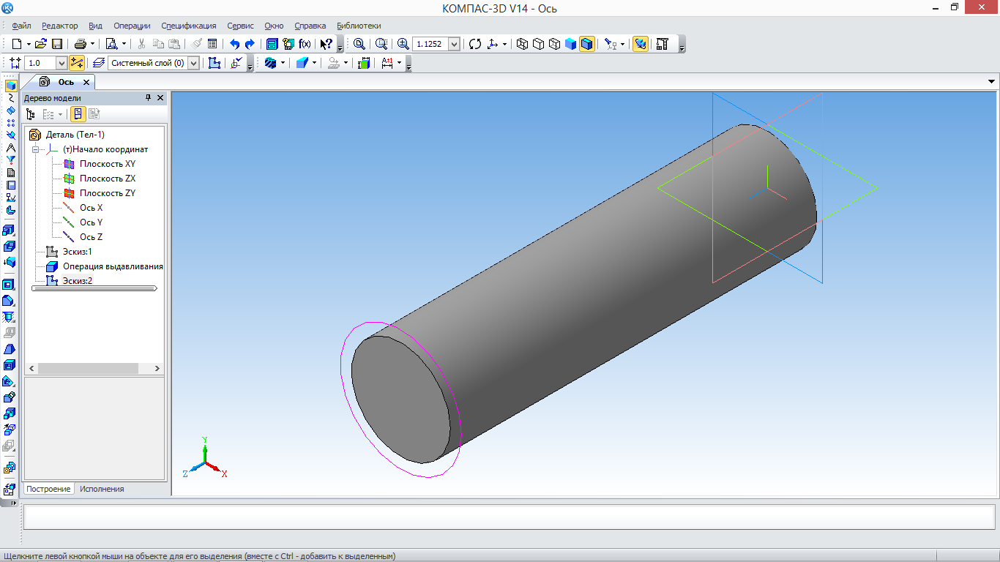 КОМПАС-3D V14 - Ось
Файл Редактор Вид Операции Спецификация Сервис Окно Справка Библиотеки
f(x) 1.1252
1.0 Системный слой (0)
Ось
Дерево модели
Деталь (Тел-1)
(т)Начало координат
Плоскость XY
Плоскость ZX
Плоскость ZY
Ось X
Ось Y
Ось Z
Эскиз:1
Операция выдавливания
Эскиз:2
Y
Z X
Построение Исполнения
Щелкните левой кнопкой мыши на объекте для его выделения (вместе с Ctrl - добавить к выделенным)